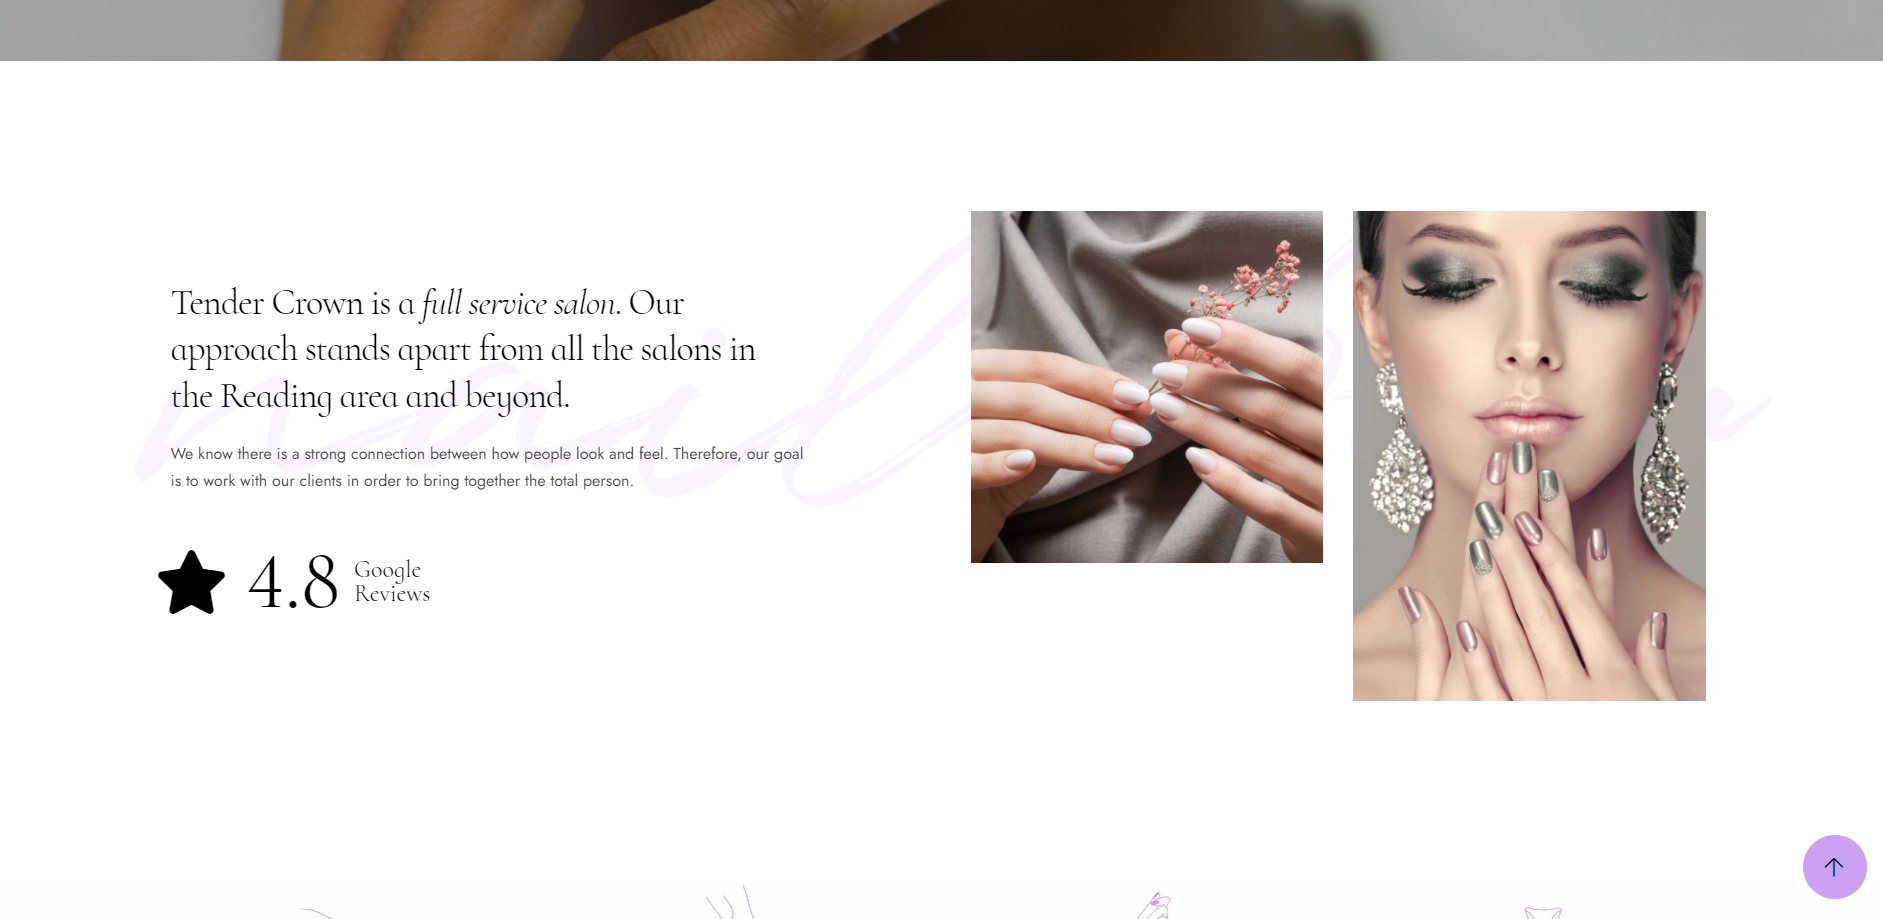 Tender Crown is a full service salon. Our
approach stands apart from all the salons in
the Reading area and beyond.
We know there is a strong connection between how people look and feel. Therefore, our goal
is to work with our clients in order to bring together the total person.
4.8
Google
Reviews
nail